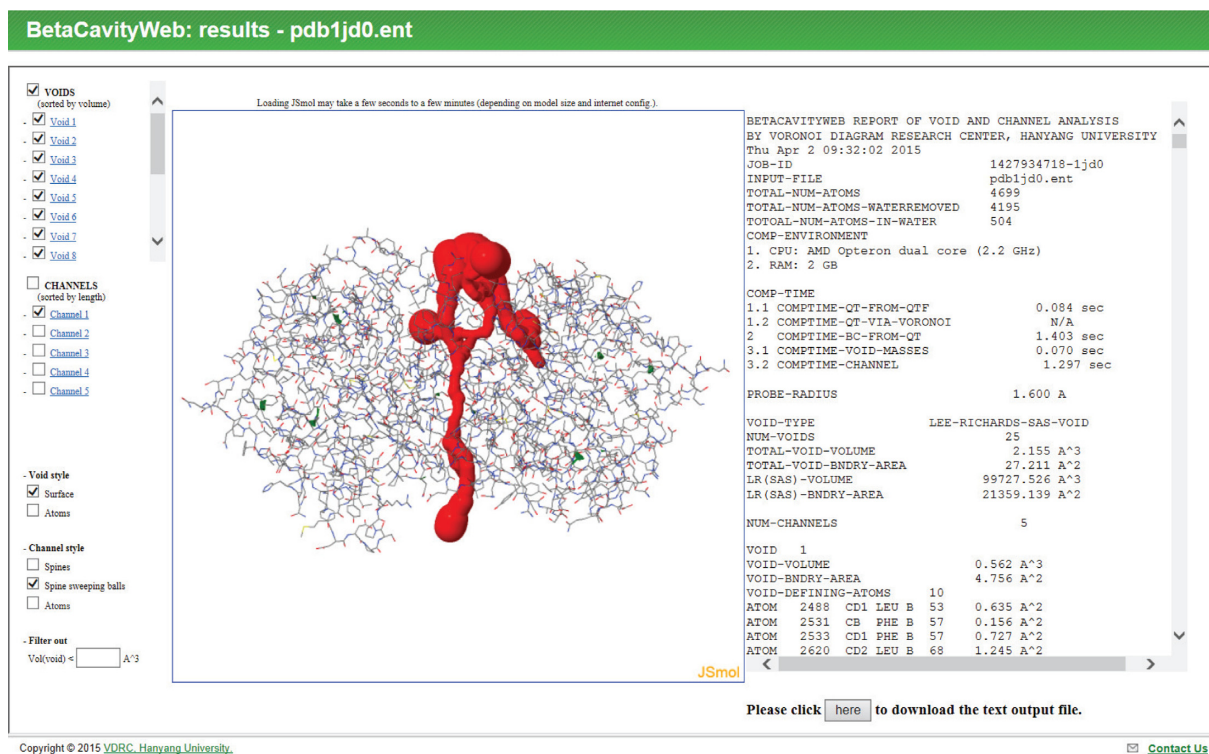 BetaCavityWeb: results - pdb1jd0.ent
VOIDS
(sorted by volume)
- Void 1
- Void 2
- Void 3
- Void 4
- Void 5
- Void 6
- Void 7
- Void 8
CHANNELS
(sorted by length)
- Channel 1
- Channel 2
- Channel 3
- Channel 4
- Channel 5
- Void style
Surface
Atoms
- Channel style
Spines
Spine sweeping balls
Atoms
- Filter out
Vol(void) < A^3
Loading JSmol may take a few seconds to a few minutes (depending on model size and internet config.).
JSmol
BETACAVITYWEB REPORT OF VOID AND CHANNEL ANALYSIS
BY VORONOI DIAGRAM RESEARCH CENTER, HANYANG UNIVERSITY
Thu Apr 2 09:32:02 2015
JOB-ID 1427934718-1jd0
INPUT-FILE pdb1jd0.ent
TOTAL-NUM-ATOMS 4699
TOTAL-NUM-ATOMS-WATERREMOVED 4195
TOTOAL-NUM-ATOMS-IN-WATER 504
COMP-ENVIRONMENT
1. CPU: AMD Opteron dual core (2.2 GHz)
2. RAM: 2 GB
COMP-TIME
1.1 COMPTIME-QT-FROM-QTF 0.084 sec
1.2 COMPTIME-QT-VIA-VORONOI N/A
2 COMPTIME-BC-FROM-QT 1.403 sec
3.1 COMPTIME-VOID-MASSES 0.070 sec
3.2 COMPTIME-CHANNEL 1.297 sec
PROBE-RADIUS 1.600 A
VOID-TYPE LEE-RICHARDS-SAS-VOID
NUM-VOIDS 25
TOTAL-VOID-VOLUME 2.155 A^3
TOTAL-VOID-BNDRY-AREA 27.211 A^2
LR(SAS)-VOLUME 99727.526 A^3
LR(SAS)-BNDRY-AREA 21359.139 A^2
NUM-CHANNELS 5
VOID 1
VOID-VOLUME 0.562 A^3
VOID-BNDRY-AREA 4.756 A^2
VOID-DEFINING-ATOMS 10
ATOM 2488 CD1 LEU B 53 0.635 A^2
ATOM 2531 CB PHE B 57 0.156 A^2
ATOM 2533 CD1 PHE B 57 0.727 A^2
ATOM 2620 CD2 LEU B 68 1.245 A^2
Please click here to download the text output file.
Copyright © 2015 VDRC, Hanyang University.
Contact Us